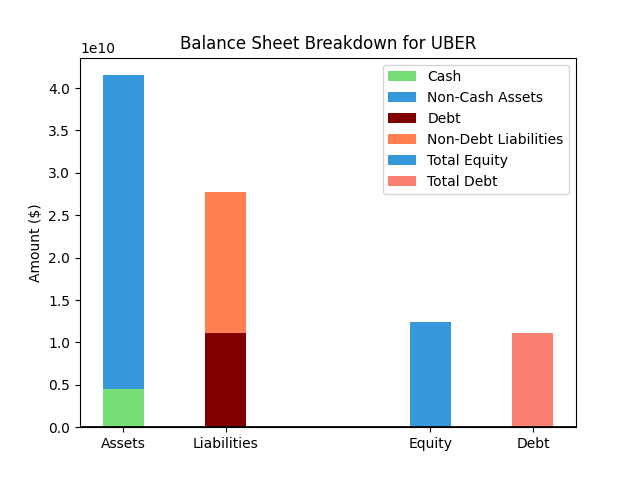 Balance Sheet Breakdown for UBER
1e10
4.0
3.5
3.0
2.5
2.0
1.5
1.0
0.5
0.0
Amount ($)
Cash
Non-Cash Assets
Debt
Non-Debt Liabilities
Total Equity
Total Debt
Assets
Liabilities
Equity
Debt